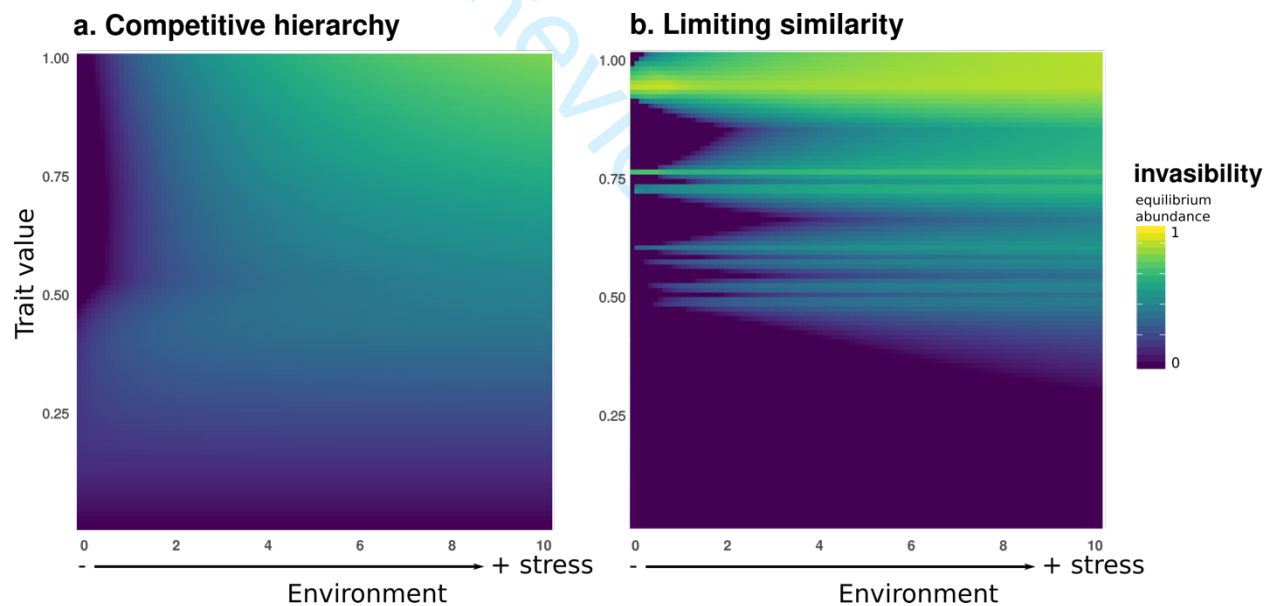 a. Competitive hierarchy
b. Limiting similarity
Review
Trait value
1.00
0.75
0.50
0.25
1.00
0.75
0.50
0.25
invasibility
equilibrium
abundance
1
0
0 2 4 6 8 10
0 2 4 6 8 10
- + stress
- + stress
Environment
Environment